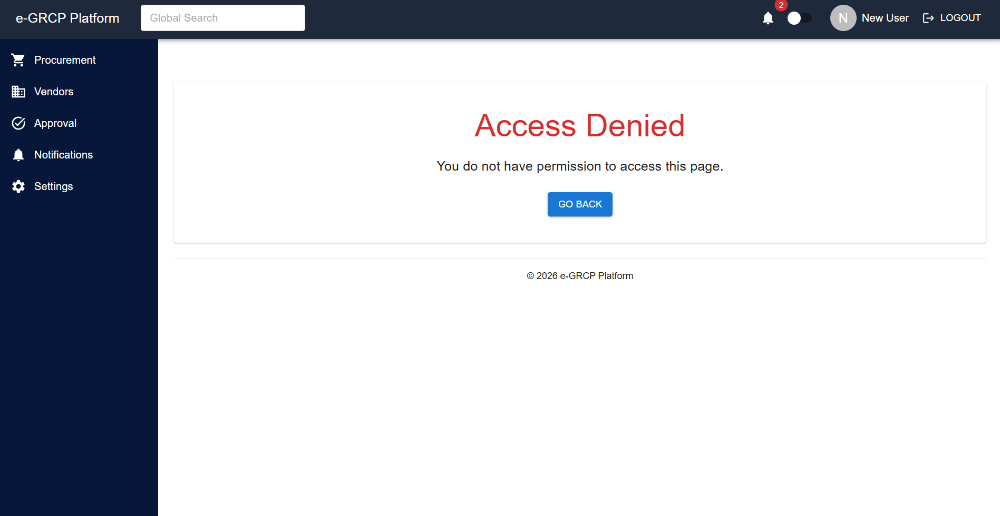 e-GRCP Platform
Global Search
2
N
New User
LOGOUT
Procurement
Vendors
Approval
Notifications
Settings
Access Denied
You do not have permission to access this page.
GO BACK
© 2026 e-GRCP Platform